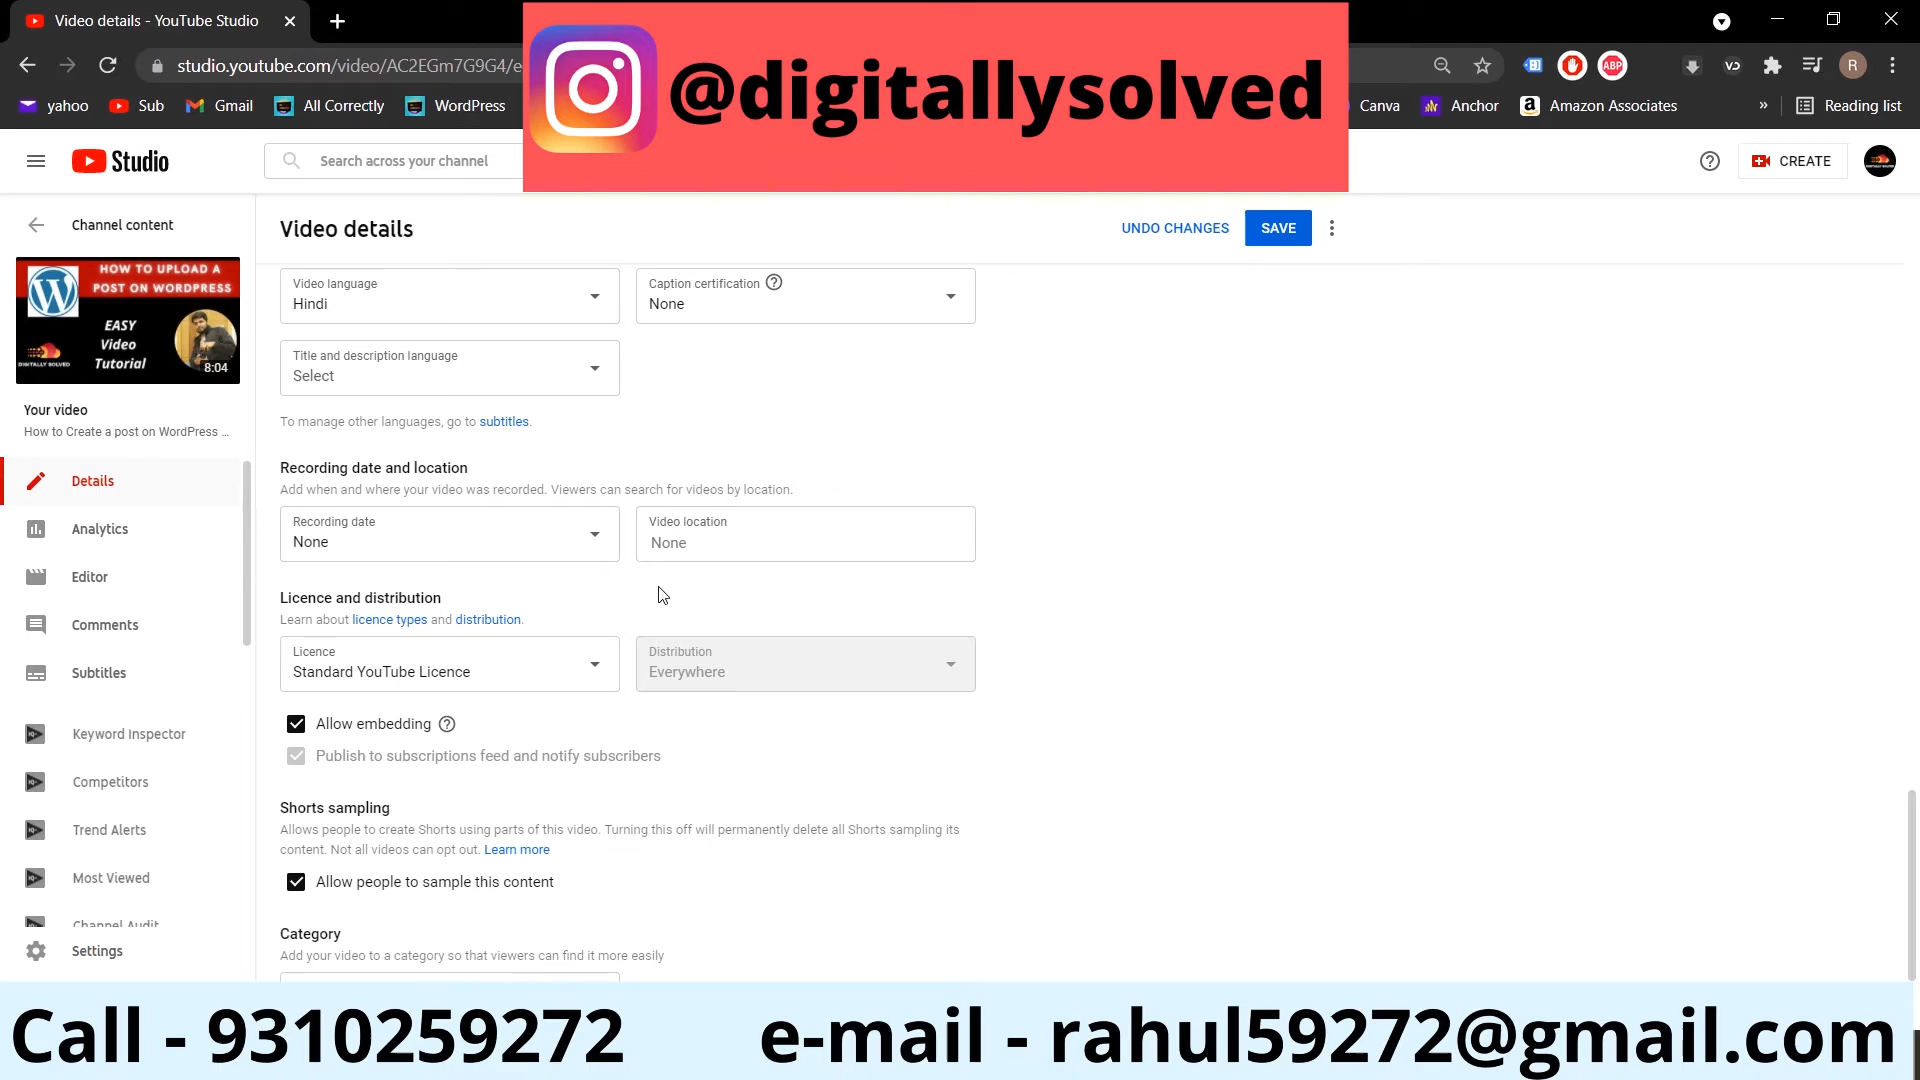 Video details - YouTube Studio
studio.youtube.com/video/AC2EGm7G9G4/e
ABP
R
yahoo
Sub
Gmail
All Correctly
WordPress
@digitallysolved
Canva
Anchor
Amazon Associates
»
Reading list
Studio
Search across your channel
CREATE
Channel content
Video details
UNDO CHANGES
SAVE
HOW TO UPLOAD A
POST ON WORDPRESS
EASY
Video
Tutorial
DIGITALLY SOLVED
8:04
Your video
How to Create a post on WordPress ...
Details
Analytics
Editor
Comments
Subtitles
Keyword Inspector
Competitors
Trend Alerts
Most Viewed
Channel Audit
Settings
Video language
Hindi
Caption certification
None
Title and description language
Select
To manage other languages, go to subtitles.
Recording date and location
Add when and where your video was recorded. Viewers can search for videos by location.
Recording date
None
Video location
None
Licence and distribution
Learn about licence types and distribution.
Licence
Standard YouTube Licence
Distribution
Everywhere
Allow embedding
Publish to subscriptions feed and notify subscribers
Shorts sampling
Allows people to create Shorts using parts of this video. Turning this off will permanently delete all Shorts sampling its
content. Not all videos can opt out. Learn more
Allow people to sample this content
Category
Add your video to a category so that viewers can find it more easily
Call - 9310259272
e-mail - rahul59272@gmail.com